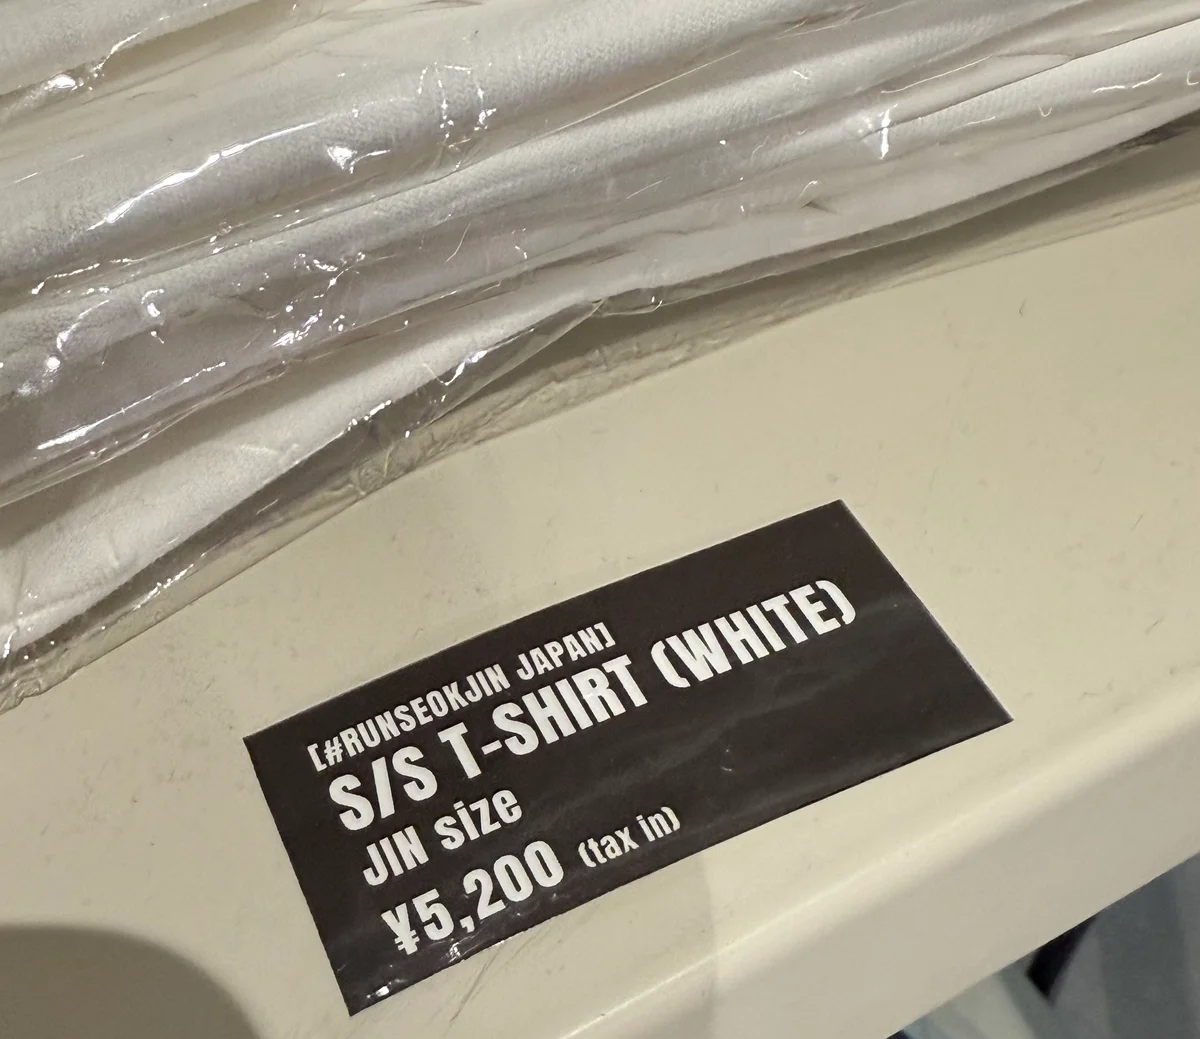 [#RUNSEOKJIN JAPAN]
S/S T-SHIRT (WHITE)
JIN size
¥5,200 (tax in)